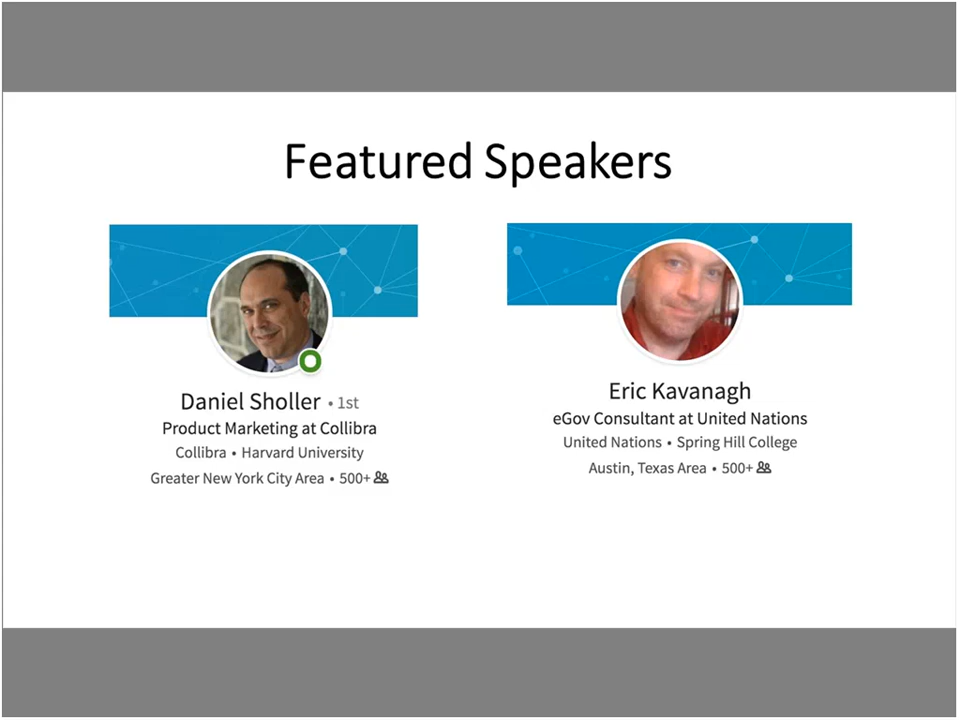 Featured Speakers
Daniel Sholler • 1st
Product Marketing at Collibra
Collibra • Harvard University
Greater New York City Area • 500+
Eric Kavanagh
eGov Consultant at United Nations
United Nations • Spring Hill College
Austin, Texas Area • 500+